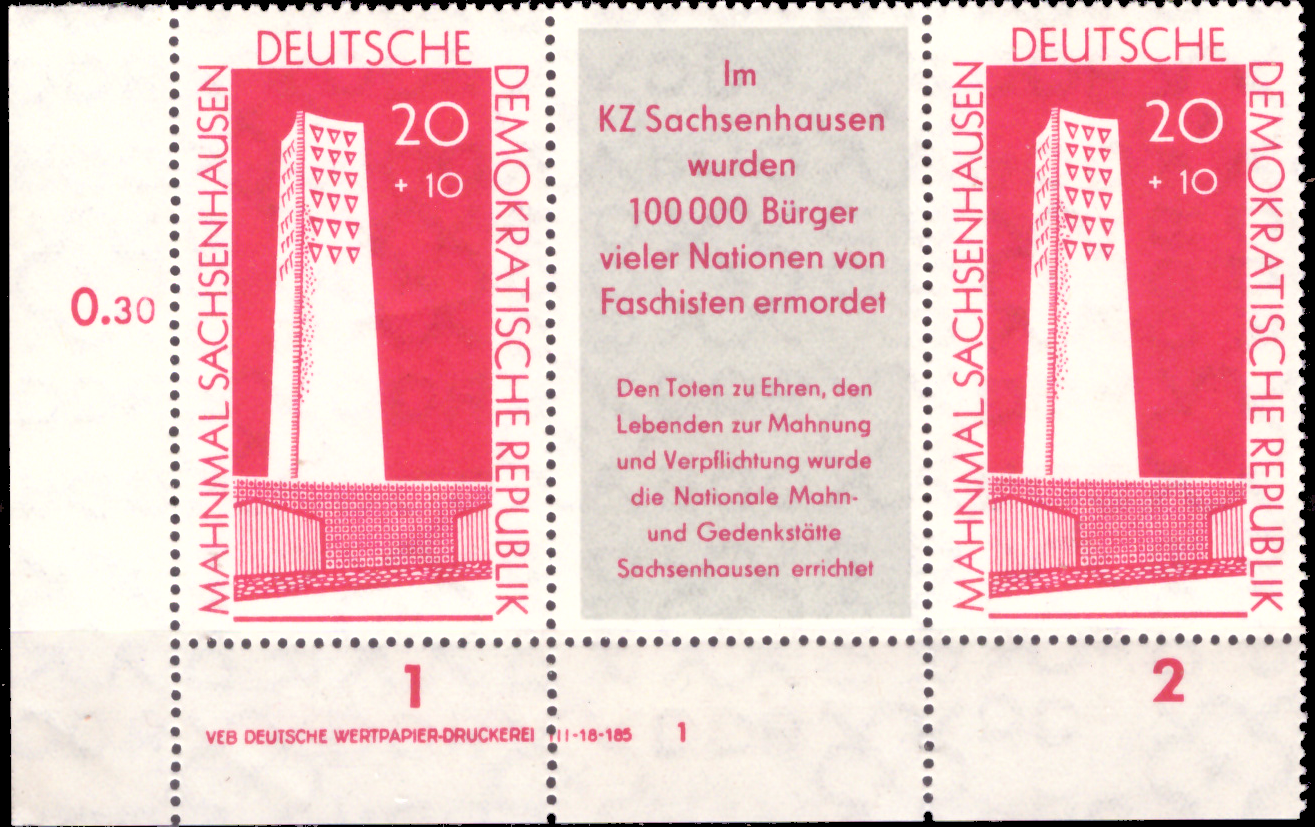 DEUTSCHE
MAHNMAL SACHSENHAUSEN
DEMOKRATISCHE REPUBLIK
20
+ 10
0.30
Im
KZ Sachsenhausen
wurden
100 000 Bürger
vieler Nationen von
Faschisten ermordet
Den Toten zu Ehren, den
Lebenden zur Mahnung
und Verpflichtung wurde
die Nationale Mahn-
und Gedenkstätte
Sachsenhausen errichtet
DEUTSCHE
MAHNMAL SACHSENHAUSEN
DEMOKRATISCHE REPUBLIK
20
+ 10
1
2
VEB DEUTSCHE WERTPAPIER-DRUCKEREI
1